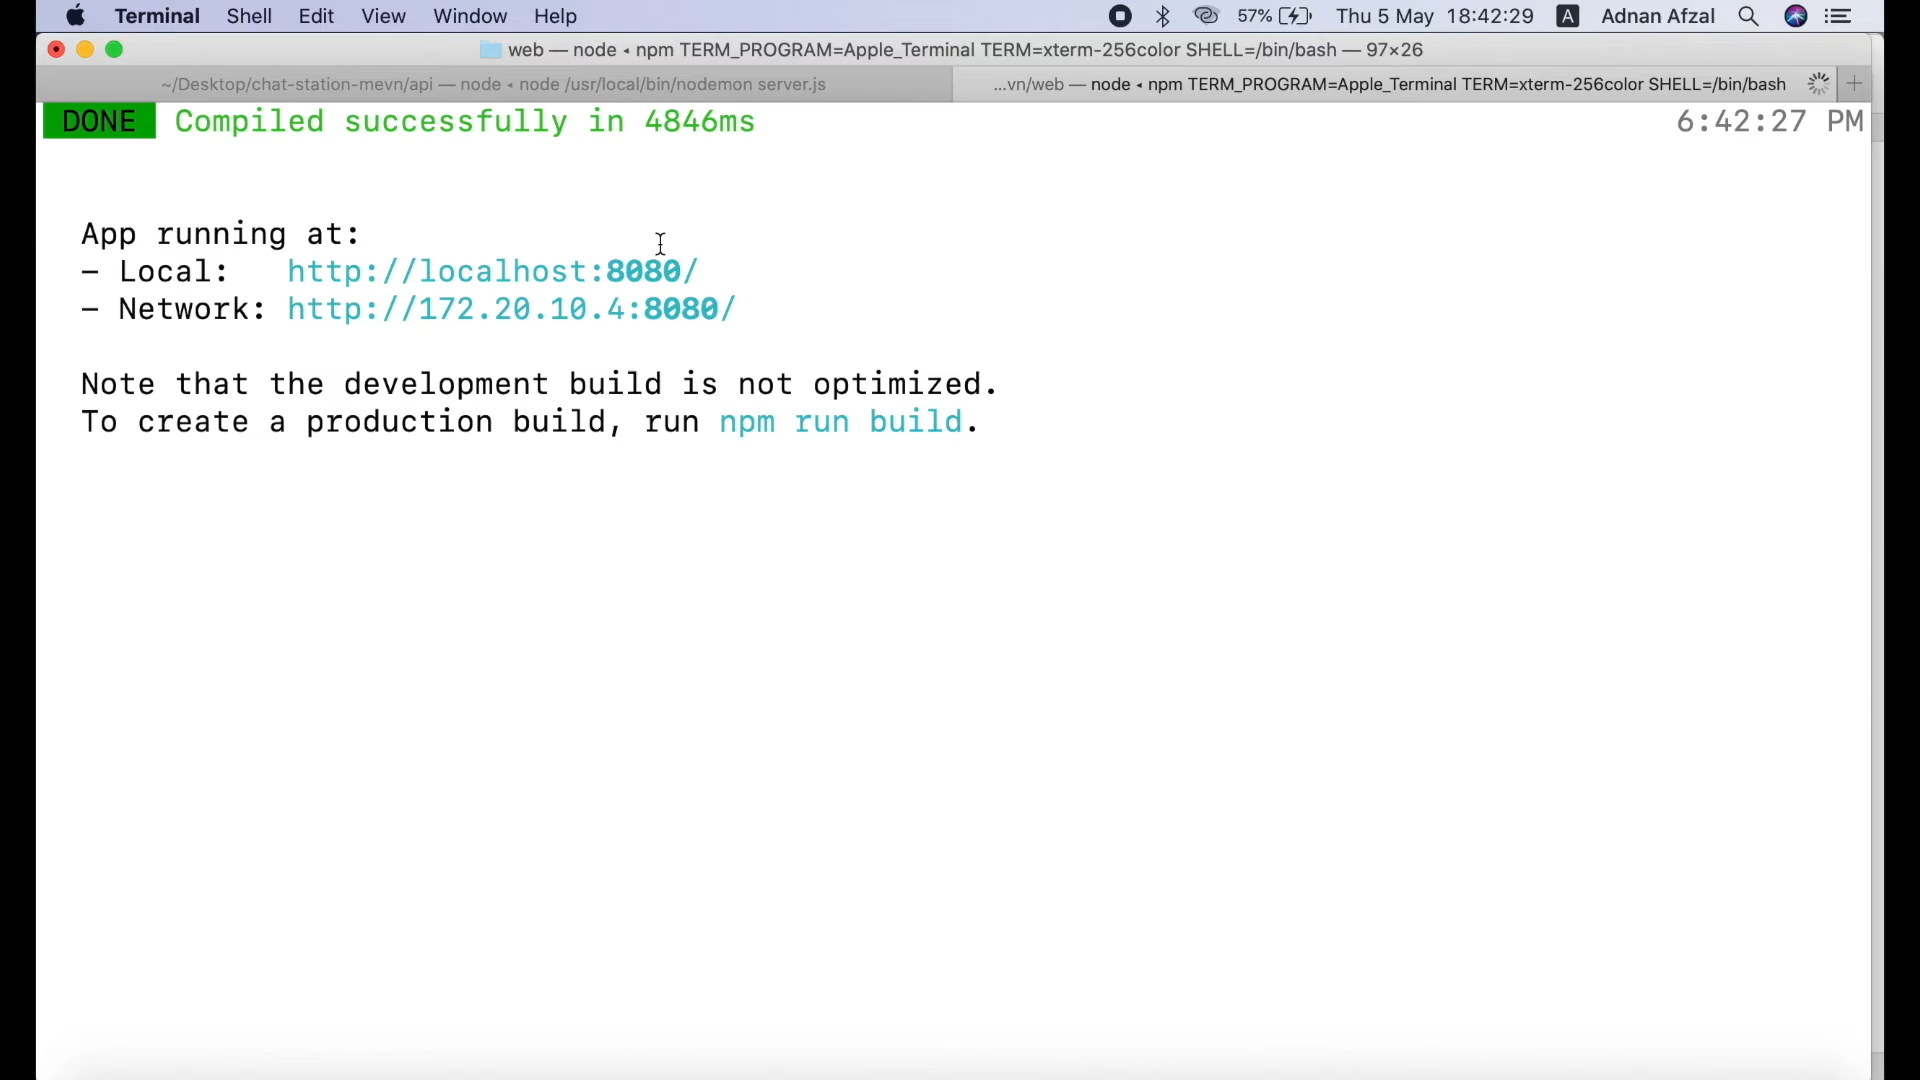 Terminal Shell Edit View Window Help 57% Thu 5 May 18:42:29 A Adnan Afzal
web — node ◂ npm TERM_PROGRAM=Apple_Terminal TERM=xterm-256color SHELL=/bin/bash — 97×26
~/Desktop/chat-station-mevn/api — node ◂ node /usr/local/bin/nodemon server.js ...vn/web — node ◂ npm TERM_PROGRAM=Apple_Terminal TERM=xterm-256color SHELL=/bin/bash +
DONE Compiled successfully in 4846ms 6:42:27 PM
App running at:
- Local: http://localhost:8080/
- Network: http://172.20.10.4:8080/
Note that the development build is not optimized.
To create a production build, run npm run build.